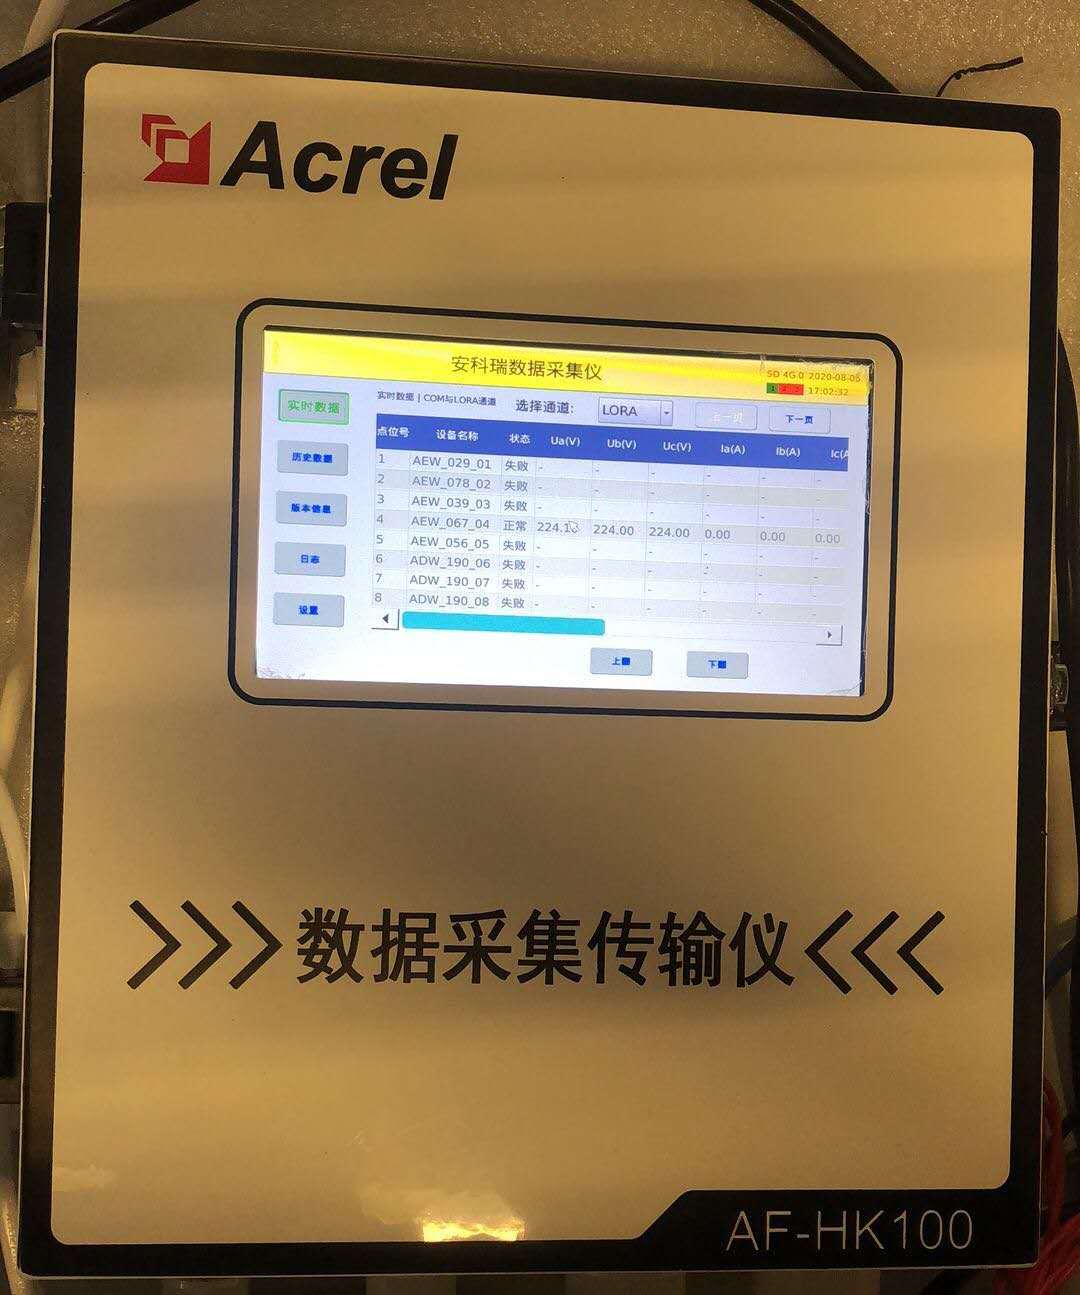 Acrel
安科瑞数据采集仪
SD 4G 0 2020-08-05
17:02:32
实时数据
实时数据 | COM与LORA通道
选择通道:
LORA
上一页
下一页
点位号 设备名称 状态 Ua(V) Ub(V) Uc(V) Ia(A) Ib(A) Ic(A
1 AEW_029_01 失败 - - - - - -
2 AEW_078_02 失败 - - - - - -
3 AEW_039_03 失败 - - - - - -
4 AEW_067_04 正常 224.10 224.00 224.00 0.00 0.00 0.00
5 AEW_056_05 失败 - - - - - -
6 ADW_190_06 失败 - - - - - -
7 ADW_190_07 失败 - - - - - -
8 ADW_190_08 失败 - - - - - -
历史数据
版本信息
日志
设置
上翻
下翻
数据采集传输仪
AF-HK100